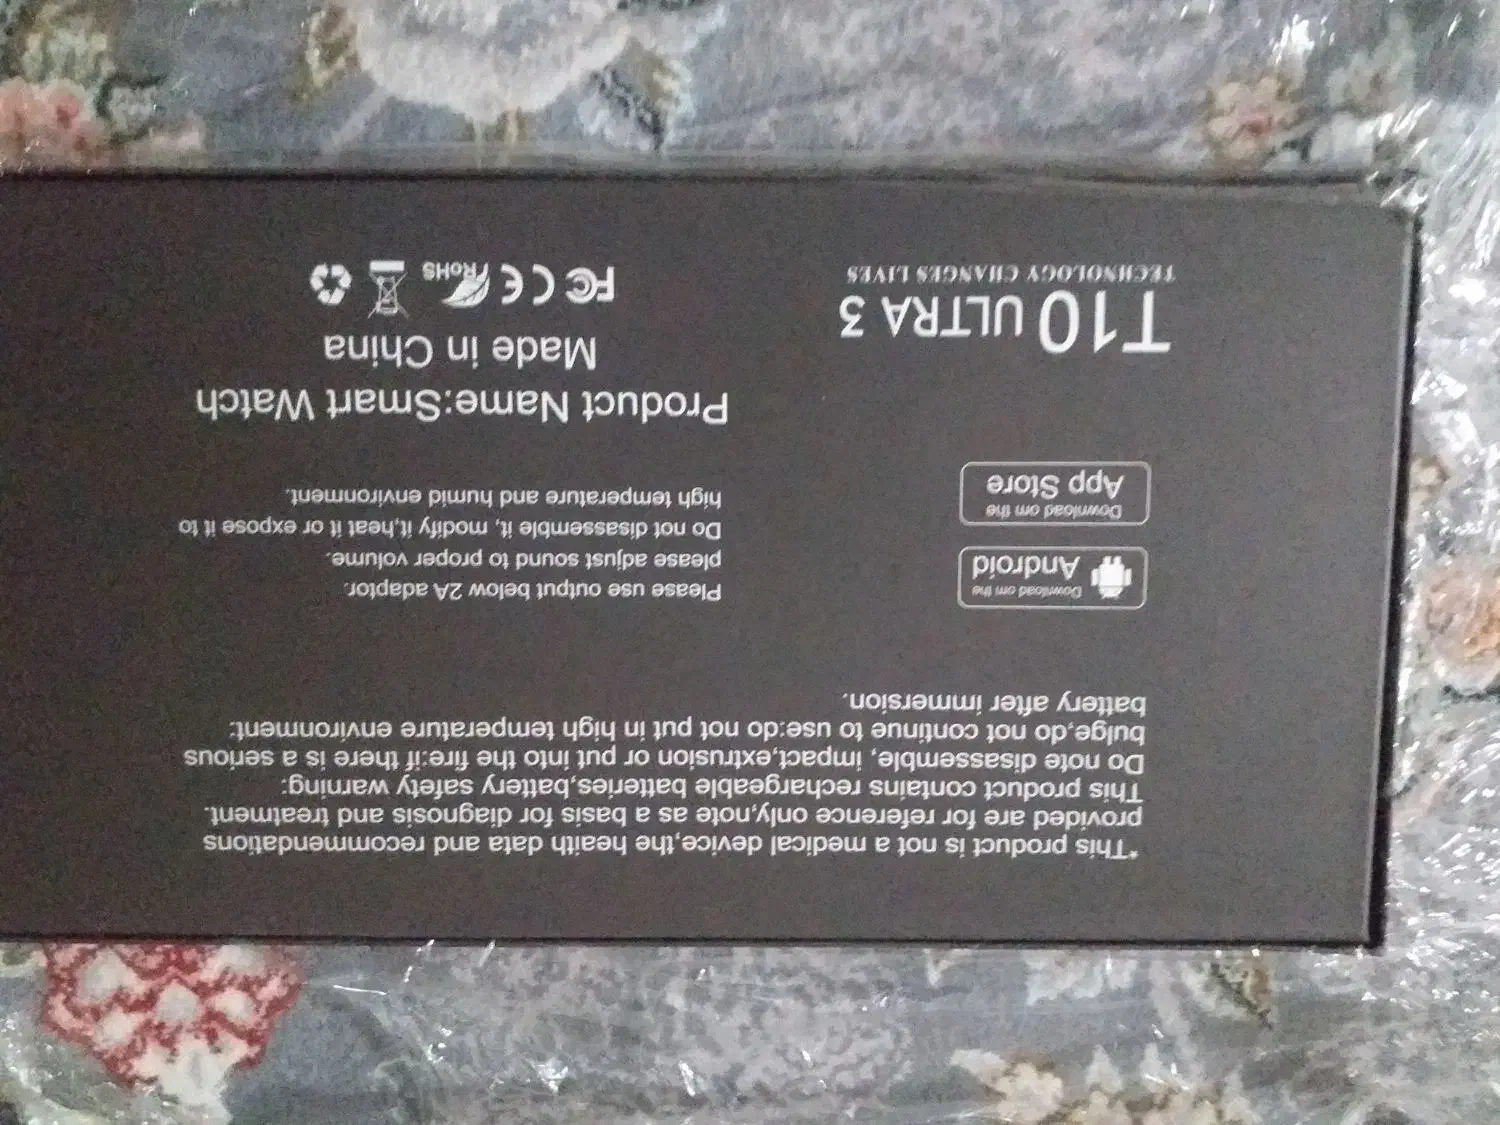 *This product is not a medical device,the health data and recommendations
provided are for reference only,note as a basis for diagnosis and treatment.
This product contains rechargeable batteries,battery safety warning:
Do note disassemble, impact,extrusion or put into the fire:if there is a serious
bulge,do not continue to use:do not put in high temperature environment:
battery after immersion.
Download om the
Android
Download om the
App Store
Please use output below 2A adaptor.
please adjust sound to proper volume.
Do not disassemble it, modify it,heat it or expose it to
high temperature and humid environment.
Product Name:Smart Watch
Made in China
FC CE RoHS
T10 ULTRA 3
TECHNOLOGY CHANGES LIVES